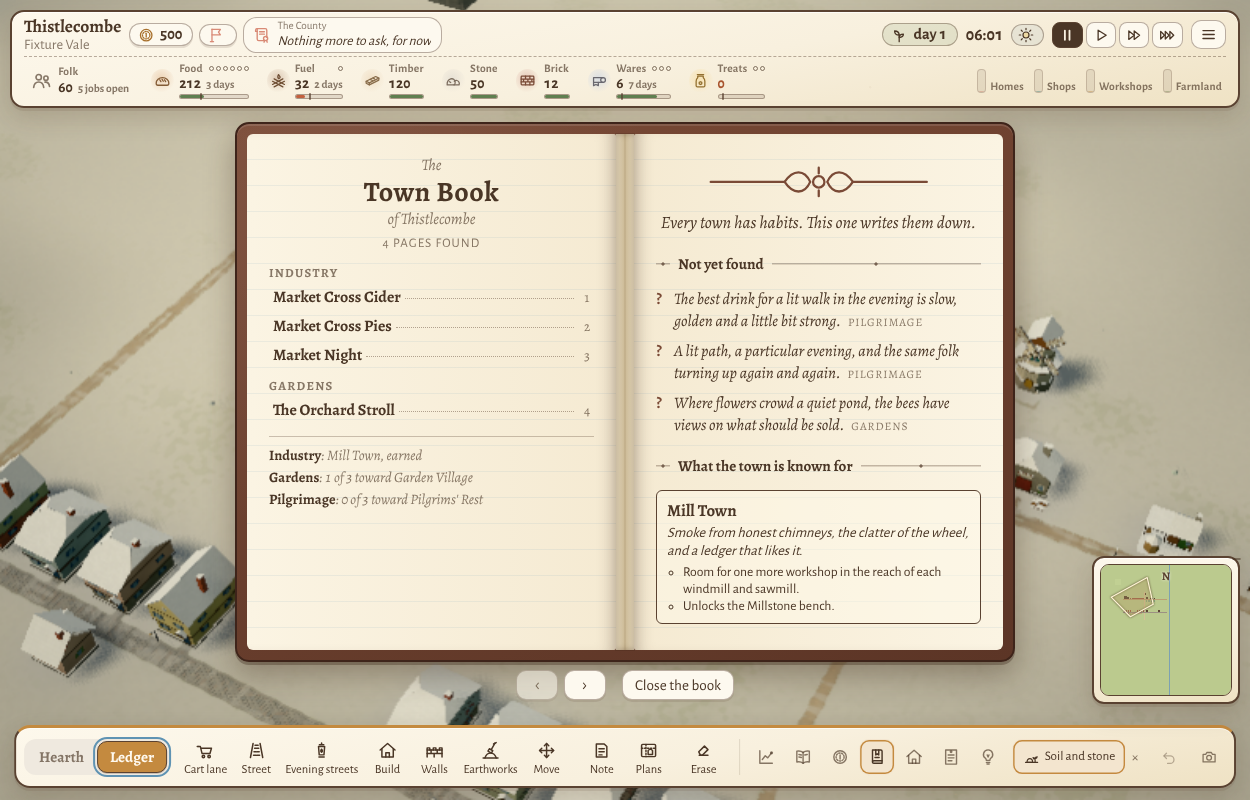 Thistlecombe
Fixture Vale
500
The County
Nothing more to ask, for now
day 1
06:01
Folk
60 5 jobs open
Food
212 3 days
Fuel
32 2 days
Timber
120
Stone
50
Brick
12
Wares
6 7 days
Treats
0
Homes
Shops
Workshops
Farmland
The
Town Book
of Thistlecombe
4 PAGES FOUND
INDUSTRY
Market Cross Cider 1
Market Cross Pies 2
Market Night 3
GARDENS
The Orchard Stroll 4
Industry: Mill Town, earned
Gardens: 1 of 3 toward Garden Village
Pilgrimage: 0 of 3 toward Pilgrims' Rest
Every town has habits. This one writes them down.
Not yet found
? The best drink for a lit walk in the evening is slow,
golden and a little bit strong. PILGRIMAGE
? A lit path, a particular evening, and the same folk
turning up again and again. PILGRIMAGE
? Where flowers crowd a quiet pond, the bees have
views on what should be sold. GARDENS
What the town is known for
Mill Town
Smoke from honest chimneys, the clatter of the wheel,
and a ledger that likes it.
Room for one more workshop in the reach of each
windmill and sawmill.
Unlocks the Millstone bench.
N
‹ › Close the book
Hearth
Ledger
Cart lane
Street
Evening streets
Build
Walls
Earthworks
Move
Note
Plans
Erase
Soil and stone ×